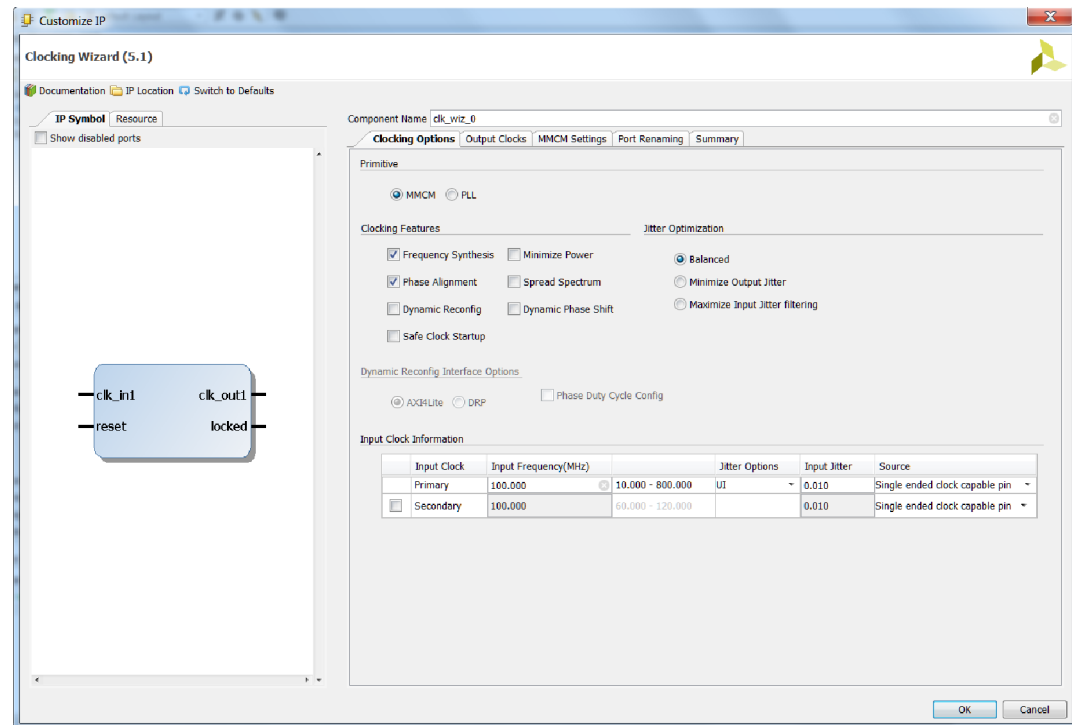 Customize IP
Clocking Wizard (5.1)
Documentation IP Location Switch to Defaults
IP Symbol Resource
Show disabled ports
clk_in1 clk_out1
reset locked
Component Name clk_wiz_0
Clocking Options Output Clocks MMCM Settings Port Renaming Summary
Primitive
MMCM PLL
Clocking Features Jitter Optimization
Frequency Synthesis Minimize Power Balanced
Phase Alignment Spread Spectrum Minimize Output Jitter
Dynamic Reconfig Dynamic Phase Shift Maximize Input Jitter filtering
Safe Clock Startup
Dynamic Reconfig Interface Options
AXI4Lite DRP Phase Duty Cycle Config
Input Clock Information
Input Clock Input Frequency(MHz) Jitter Options Input Jitter Source
Primary 100.000 10.000 - 800.000 UI 0.010 Single ended clock capable pin
Secondary 100.000 60.000 - 120.000 0.010 Single ended clock capable pin
OK Cancel